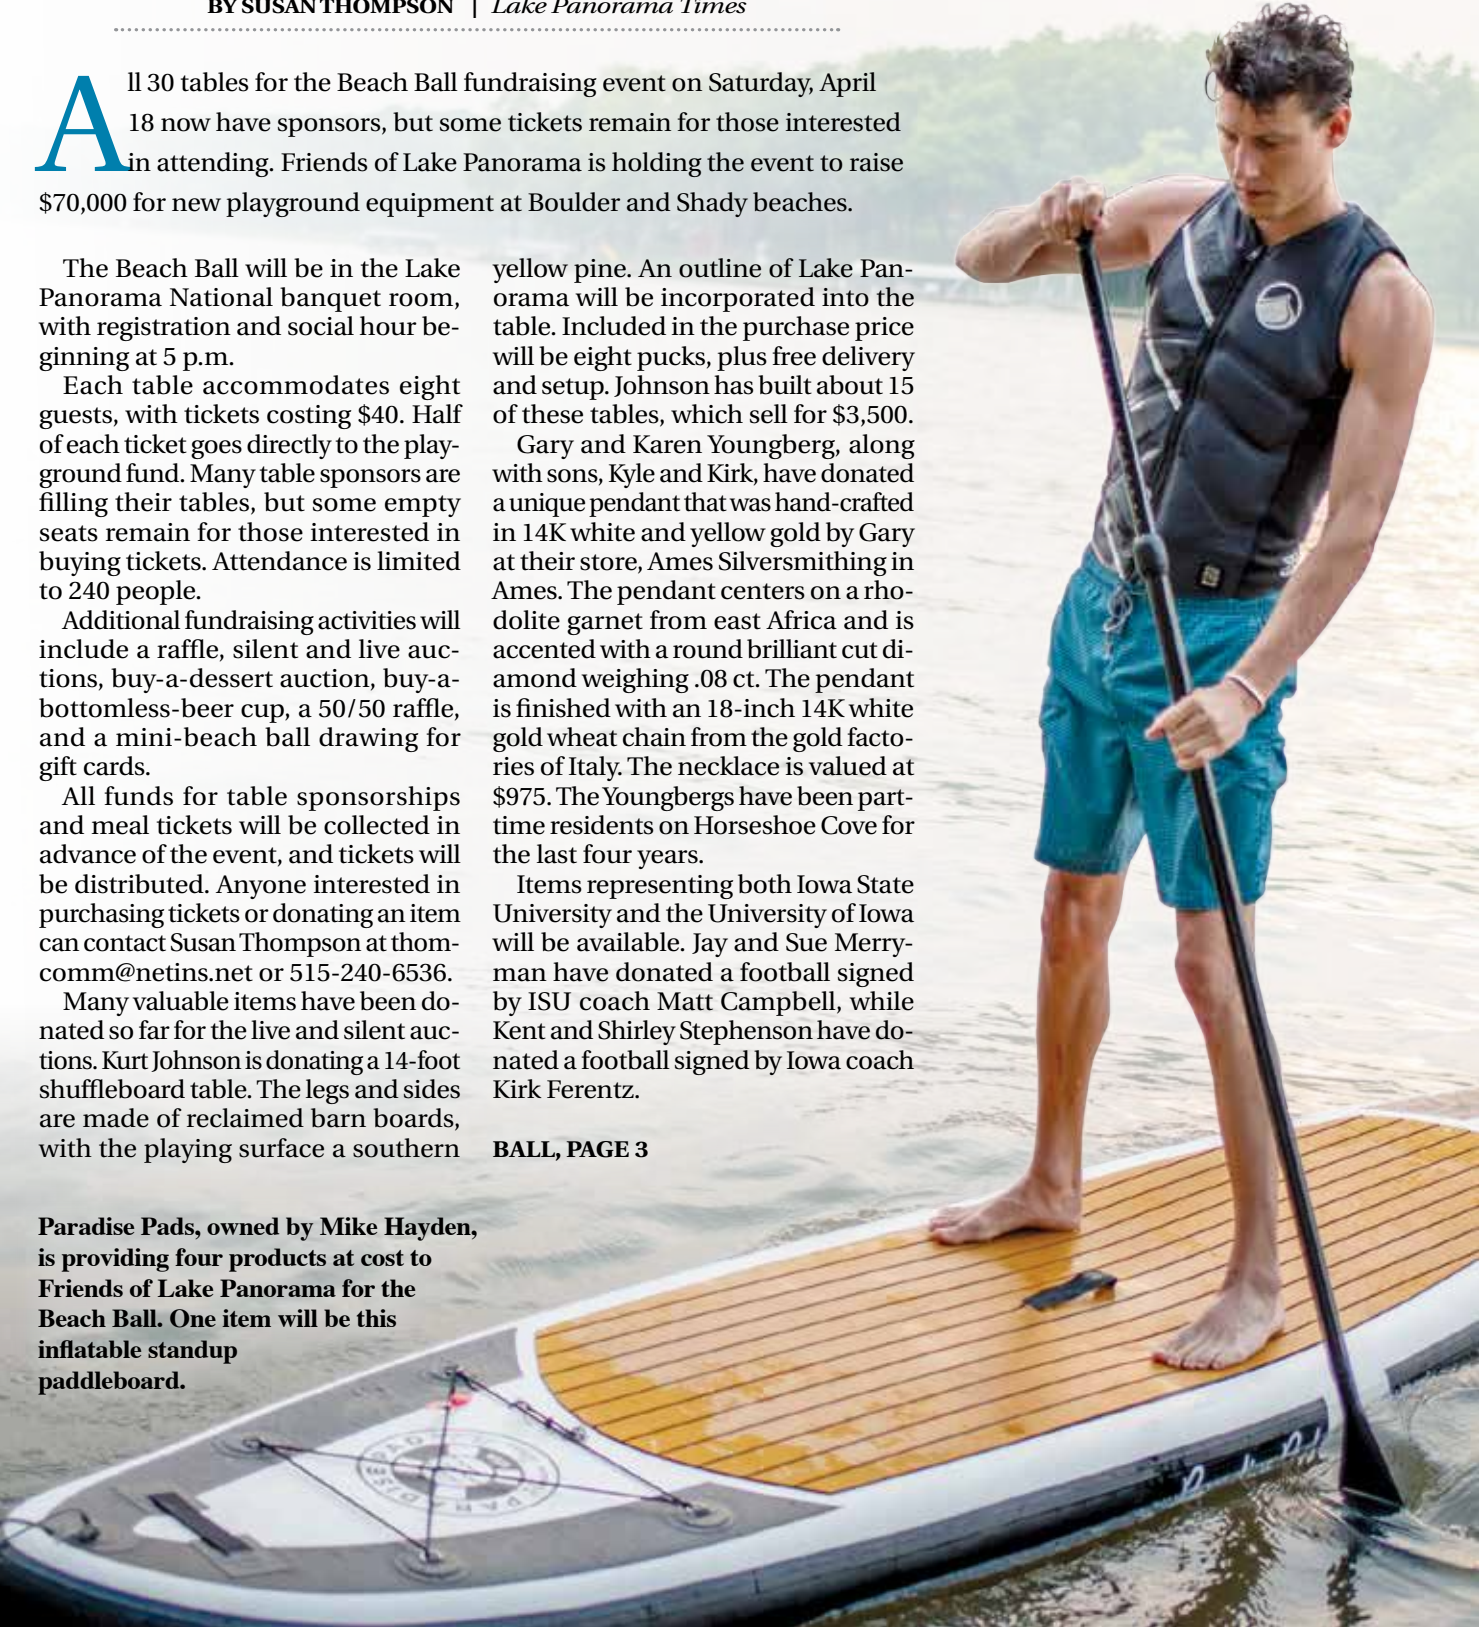 BY SUSAN THOMPSON | Lake Panorama Times
All 30 tables for the Beach Ball fundraising event on Saturday, April
18 now have sponsors, but some tickets remain for those interested
in attending. Friends of Lake Panorama is holding the event to raise
$70,000 for new playground equipment at Boulder and Shady beaches.
The Beach Ball will be in the Lake
Panorama National banquet room,
with registration and social hour be-
ginning at 5 p.m.
Each table accommodates eight
guests, with tickets costing $40. Half
of each ticket goes directly to the play-
ground fund. Many table sponsors are
filling their tables, but some empty
seats remain for those interested in
buying tickets. Attendance is limited
to 240 people.
Additional fundraising activities will
include a raffle, silent and live auc-
tions, buy-a-dessert auction, buy-a-
bottomless-beer cup, a 50/50 raffle,
and a mini-beach ball drawing for
gift cards.
All funds for table sponsorships
and meal tickets will be collected in
advance of the event, and tickets will
be distributed. Anyone interested in
purchasing tickets or donating an item
can contact Susan Thompson at thom-
comm@netins.net or 515-240-6536.
Many valuable items have been do-
nated so far for the live and silent auc-
tions. Kurt Johnson is donating a 14-foot
shuffleboard table. The legs and sides
are made of reclaimed barn boards,
with the playing surface a southern
yellow pine. An outline of Lake Pan-
orama will be incorporated into the
table. Included in the purchase price
will be eight pucks, plus free delivery
and setup. Johnson has built about 15
of these tables, which sell for $3,500.
Gary and Karen Youngberg, along
with sons, Kyle and Kirk, have donated
a unique pendant that was hand-crafted
in 14K white and yellow gold by Gary
at their store, Ames Silversmithing in
Ames. The pendant centers on a rho-
dolite garnet from east Africa and is
accented with a round brilliant cut di-
amond weighing .08 ct. The pendant
is finished with an 18-inch 14K white
gold wheat chain from the gold facto-
ries of Italy. The necklace is valued at
$975. The Youngbergs have been part-
time residents on Horseshoe Cove for
the last four years.
Items representing both Iowa State
University and the University of Iowa
will be available. Jay and Sue Merry-
man have donated a football signed
by ISU coach Matt Campbell, while
Kent and Shirley Stephenson have do-
nated a football signed by Iowa coach
Kirk Ferentz.
BALL, PAGE 3
Paradise Pads, owned by Mike Hayden,
is providing four products at cost to
Friends of Lake Panorama for the
Beach Ball. One item will be this
inflatable standup
paddleboard.
PARADISE PAD